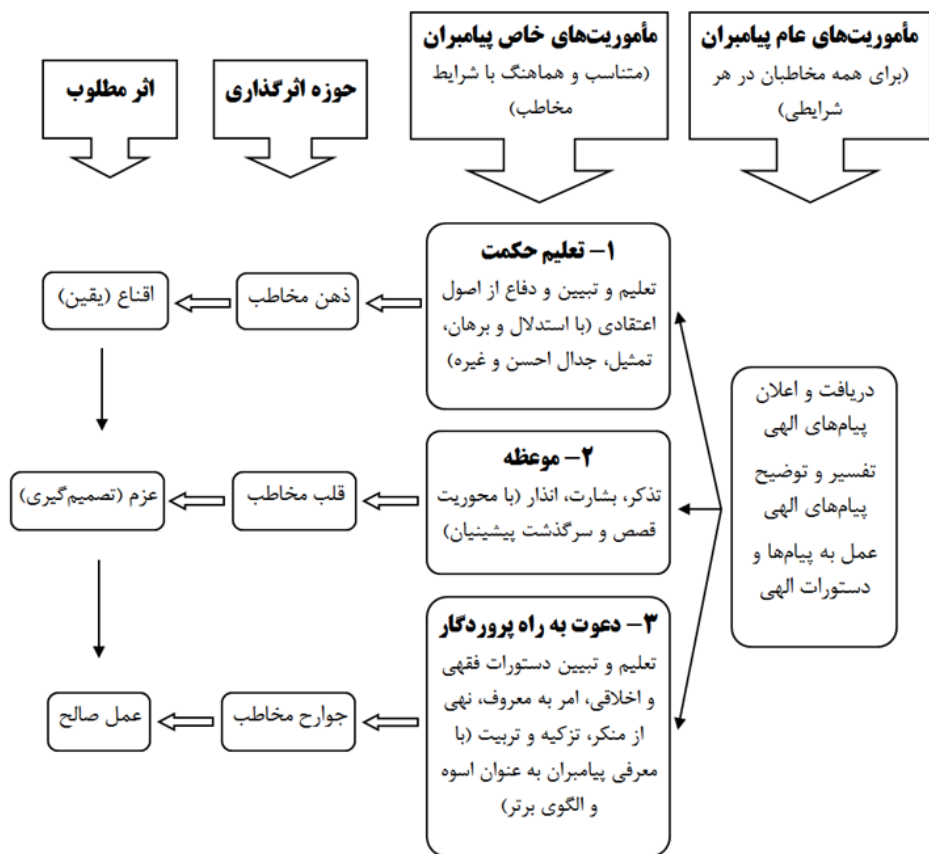 مأموریت‌های عام پیامبران
(برای همه مخاطبان در هر
شرایطی)
مأموریت‌های خاص پیامبران
(متناسب و هماهنگ با شرایط
مخاطب)
حوزه اثرگذاری
اثر مطلوب
دریافت و اعلان
پیام‌های الهی
تفسیر و توضیح
پیام‌های الهی
عمل به پیام‌ها و
دستورات الهی
۱- تعلیم حکمت
تعلیم و تبیین و دفاع از اصول
اعتقادی (با استدلال و برهان،
تمثیل، جدال احسن و غیره)
ذهن مخاطب
اقناع (یقین)
۲- موعظه
تذکر، بشارت، انذار (با محوریت
قصص و سرگذشت پیشینیان)
قلب مخاطب
عزم (تصمیم‌گیری)
۳- دعوت به راه پروردگار
تعلیم و تبیین دستورات فقهی
و اخلاقی، امر به معروف، نهی
از منکر، تزکیه و تربیت (با
معرفی پیامبران به عنوان اسوه
و الگوی برتر)
جوارح مخاطب
عمل صالح